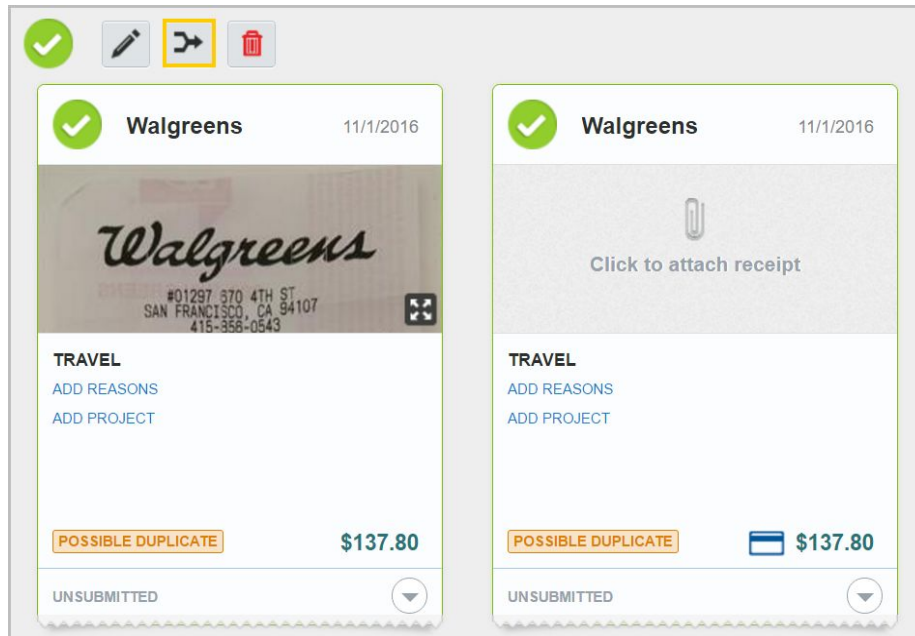 Walgreens 11/1/2016
Walgreens
#01297 670 4TH ST
SAN FRANCISCO, CA 94107
415-356-0543
TRAVEL
ADD REASONS
ADD PROJECT
POSSIBLE DUPLICATE $137.80
UNSUBMITTED
Walgreens 11/1/2016
Click to attach receipt
TRAVEL
ADD REASONS
ADD PROJECT
POSSIBLE DUPLICATE $137.80
UNSUBMITTED